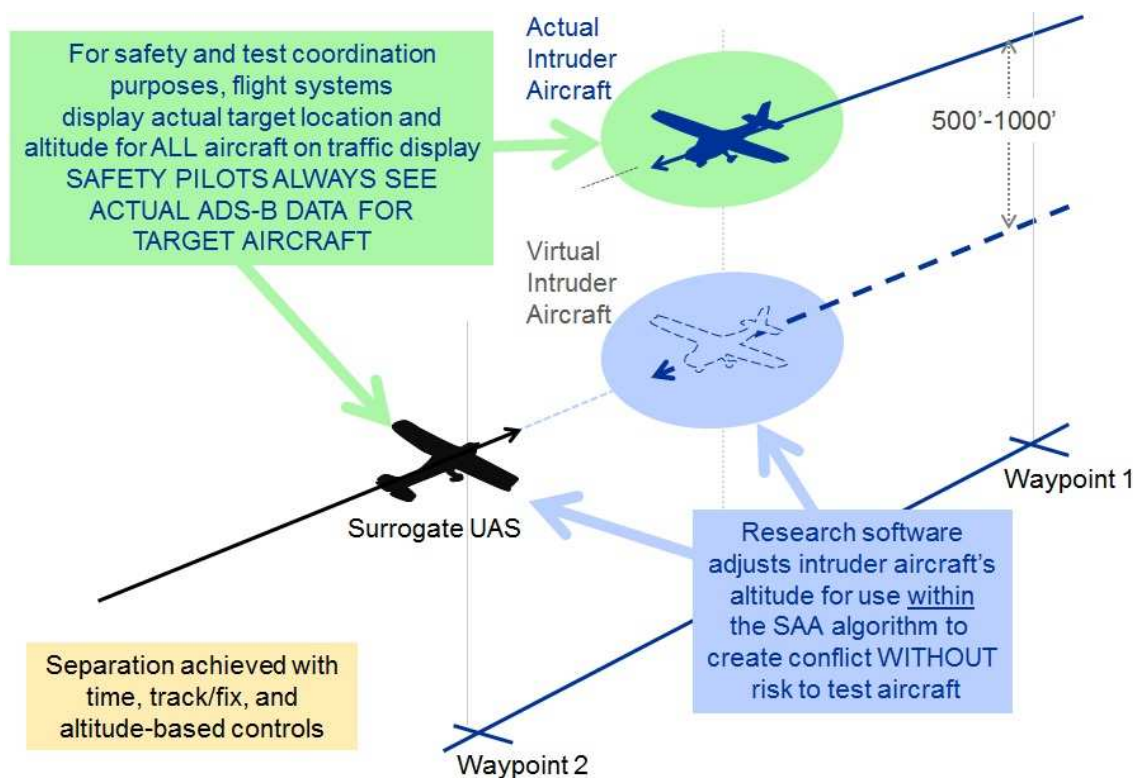 For safety and test coordination
purposes, flight systems
display actual target location and
altitude for ALL aircraft on traffic display
SAFETY PILOTS ALWAYS SEE
ACTUAL ADS-B DATA FOR
TARGET AIRCRAFT
Actual
Intruder
Aircraft
500'-1000'
Virtual
Intruder
Aircraft
Waypoint 1
Surrogate UAS
Research software
adjusts intruder aircraft's
altitude for use within
the SAA algorithm to
create conflict WITHOUT
risk to test aircraft
Separation achieved with
time, track/fix, and
altitude-based controls
Waypoint 2